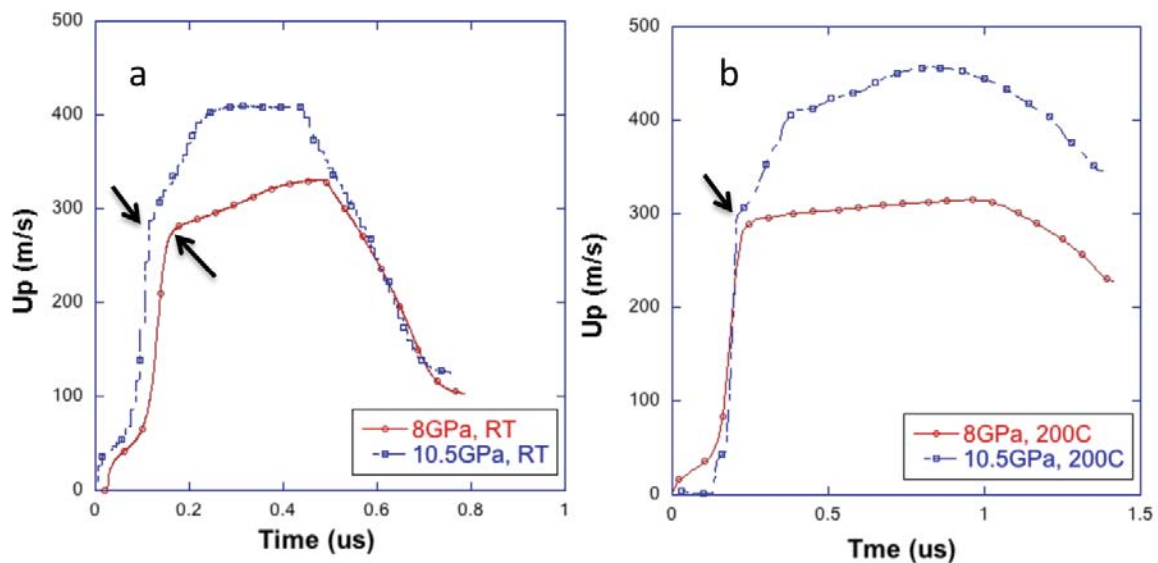 a
500
400
300
200
100
0
Up (m/s)
0
0.2
0.4
0.6
0.8
1
Time (us)
8GPa, RT
10.5GPa, RT
b
500
400
300
200
100
0
Up (m/s)
0
0.5
1
1.5
Tme (us)
8GPa, 200C
10.5GPa, 200C